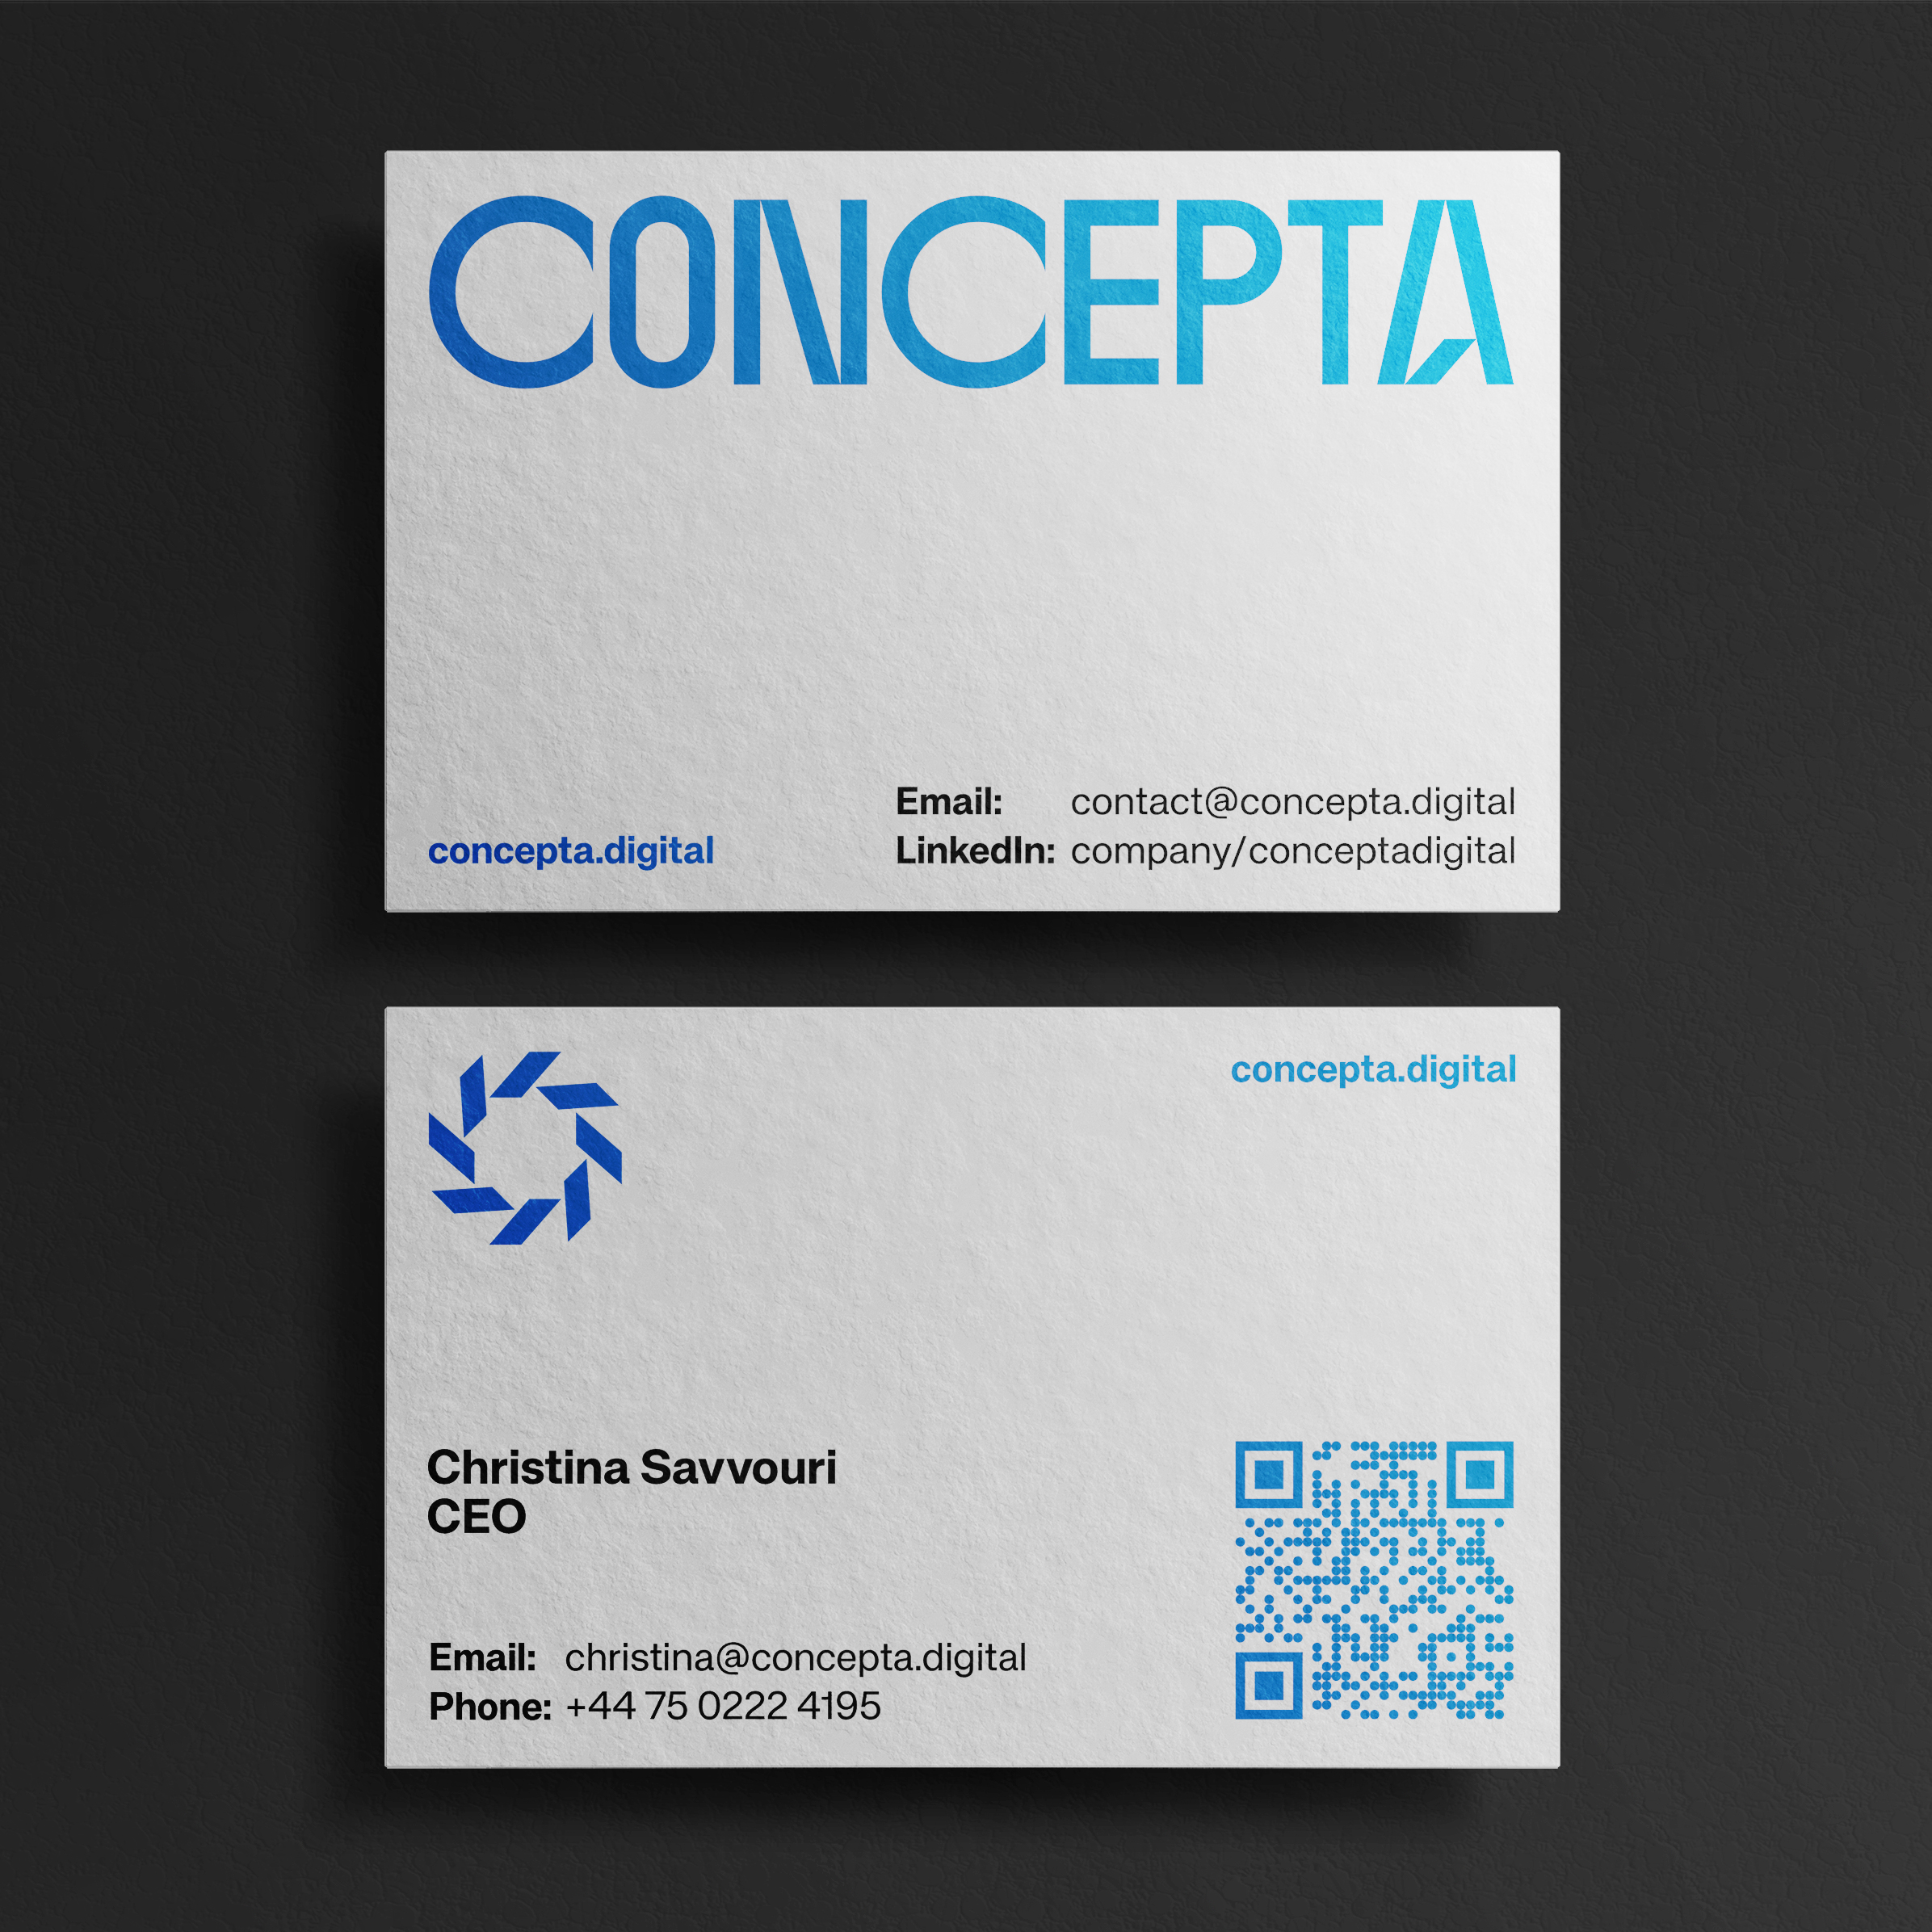 CONCEPTA
concepta.digital
Email: contact@concepta.digital
LinkedIn: company/conceptadigital
concepta.digital
Christina Savvouri
CEO
Email: christina@concepta.digital
Phone: +44 75 0222 4195